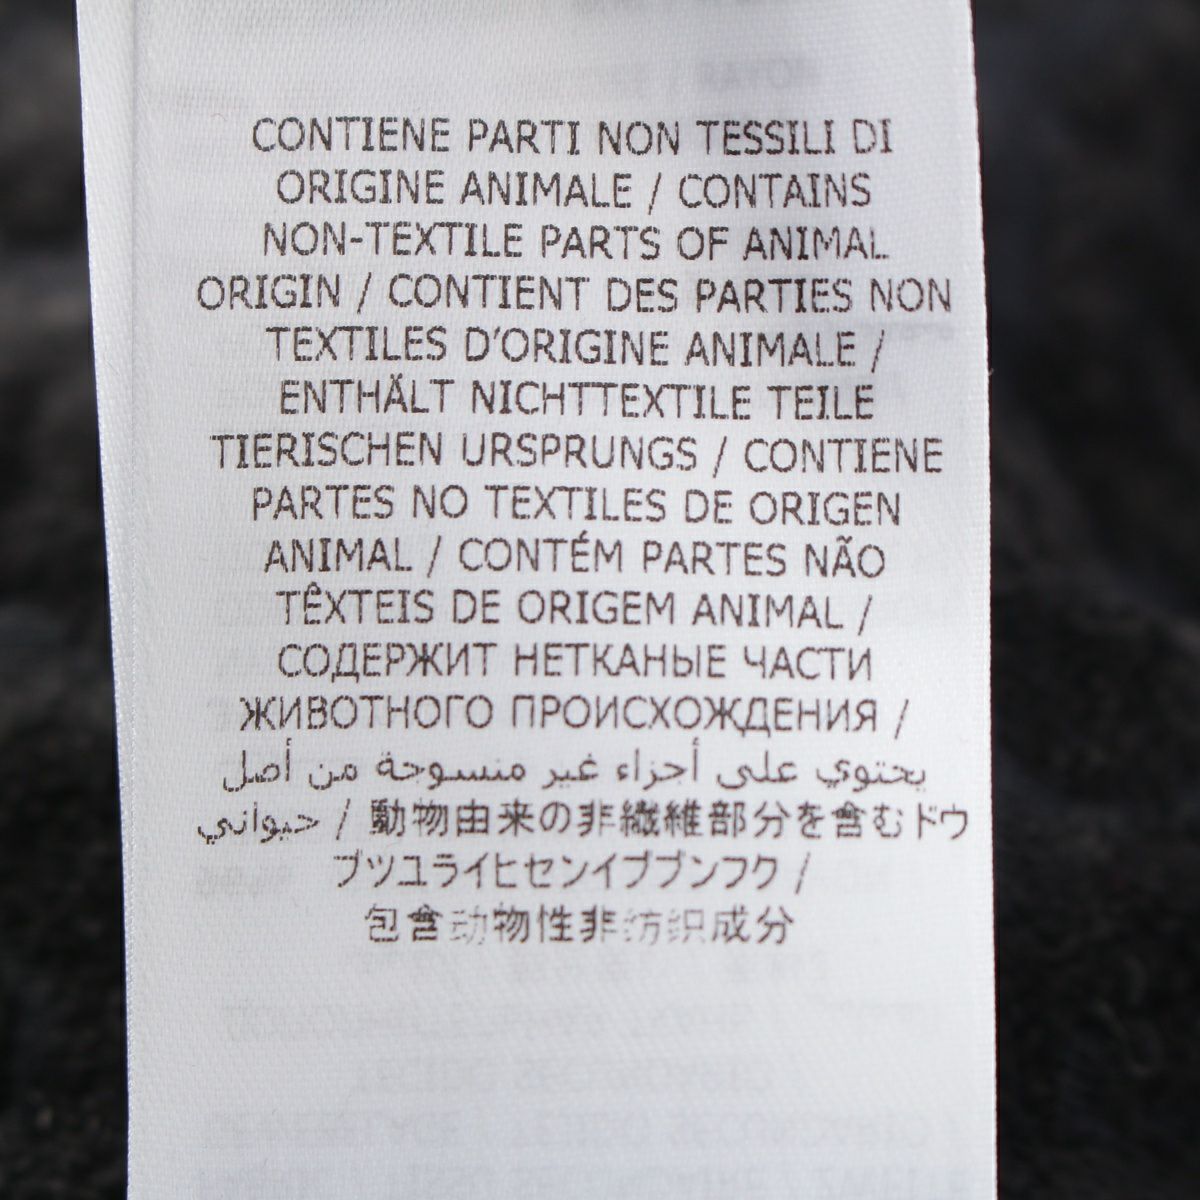 CONTIENE PARTI NON TESSILI DI
ORIGINE ANIMALE / CONTAINS
NON-TEXTILE PARTS OF ANIMAL
ORIGIN / CONTIENT DES PARTIES NON
TEXTILES D'ORIGINE ANIMALE /
ENTHÄLT NICHTTEXTILE TEILE
TIERISCHEN URSPRUNGS / CONTIENE
PARTES NO TEXTILES DE ORIGEN
ANIMAL / CONTÉM PARTES NÃO
TÊXTEIS DE ORIGEM ANIMAL /
СОДЕРЖИТ НЕТКАНЫЕ ЧАСТИ
ЖИВОТНОГО ПРОИСХОЖДЕНИЯ /
يحتوي على أجزاء غير منسوجة من أصل
حيواني / 動物由来の非繊維部分を含むドウ
ブツユライヒセンイブブンフク /
包含动物性非纺织成分